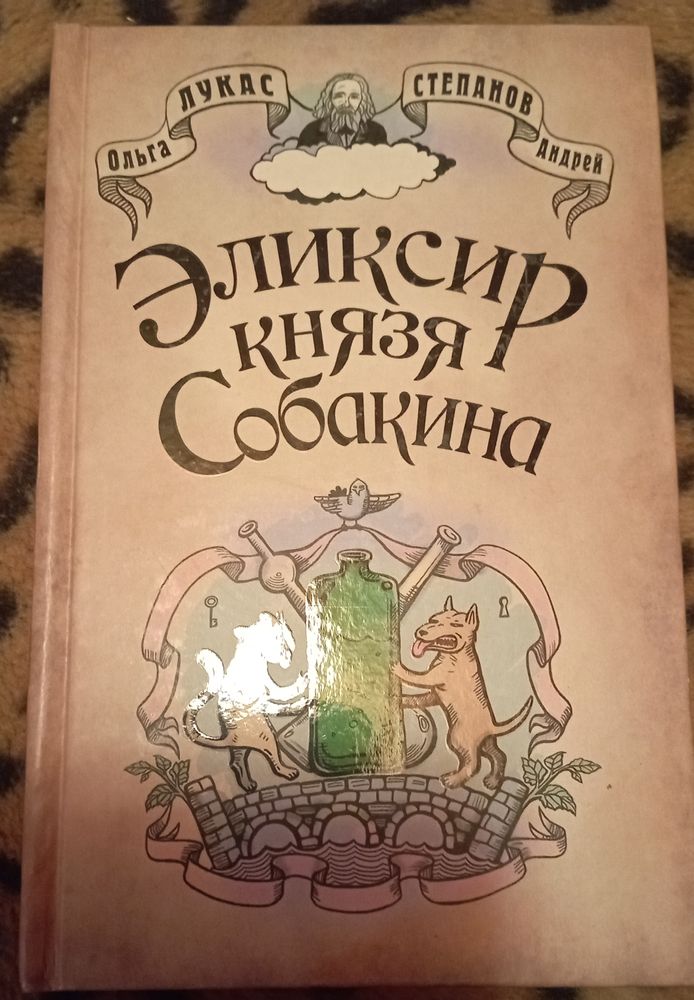 Ольга ЛУКАС
СТЕПАНОВ Андрей
ЭЛИКСИР
КНЯЗЯ
СОБАКИНА